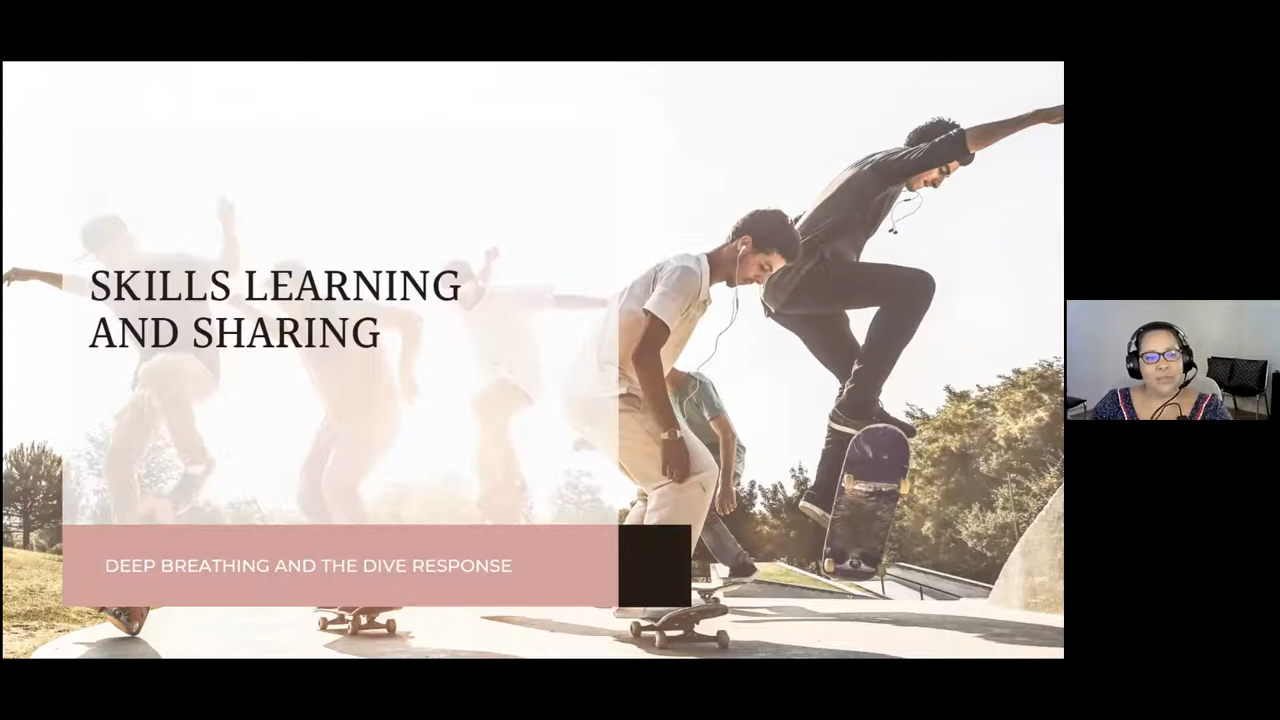 SKILLS LEARNING
AND SHARING
DEEP BREATHING AND THE DIVE RESPONSE